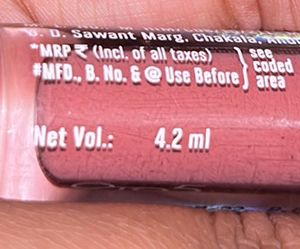 B. D. Sawant Marg, Chakala,
*MRP ₹ (Incl. of all taxes) } see
#MFD., B. No. & @ Use Before } coded
area
Net Vol.: 4.2 ml